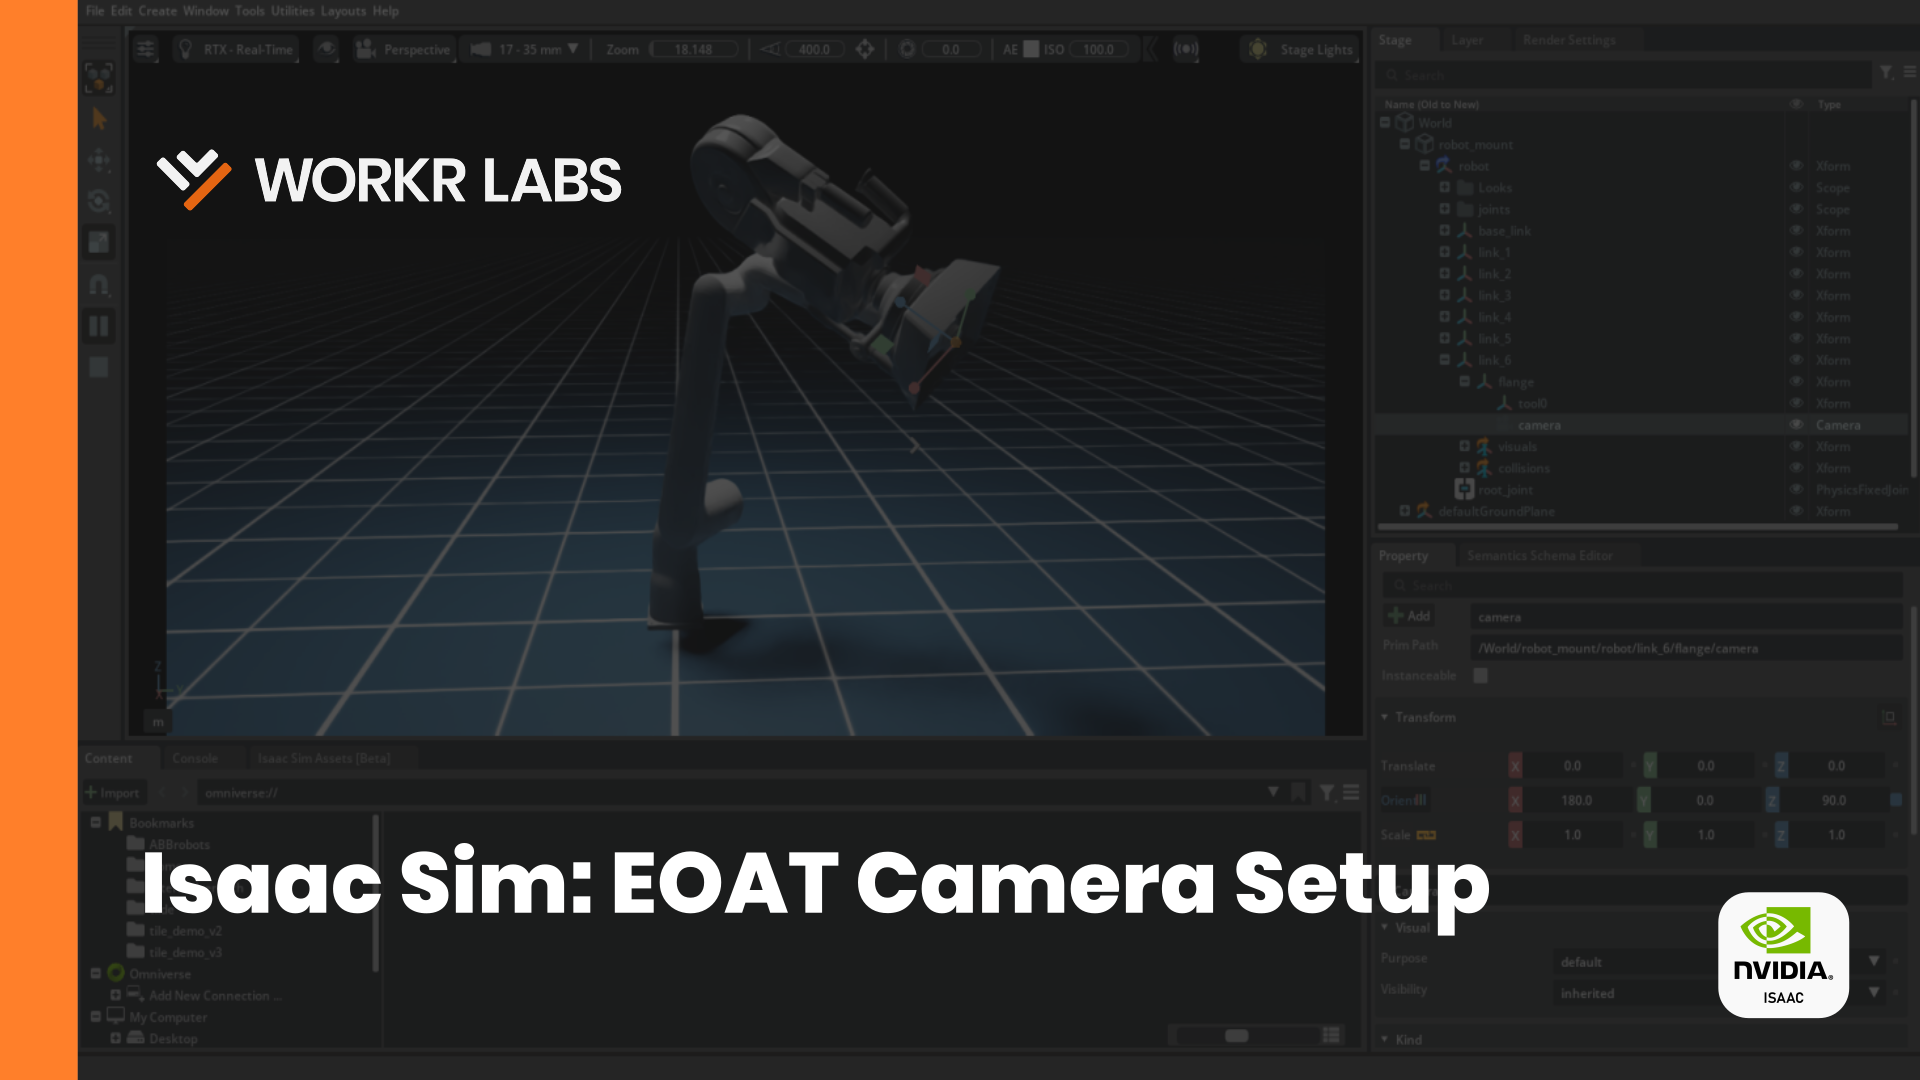 File Edit Create Window Tools Utilities Layouts Help
RTX - Real-Time
Perspective
17 - 35 mm
Zoom 18.148
400.0
0.0
AE ISO 100.0
Stage Lights
WORKR LABS
Z
X
m
Stage Layer Render Settings
Search
Name (Old to New) Type
World
robot_mount
robot Xform
Looks Scope
joints Scope
base_link Xform
link_1 Xform
link_2 Xform
link_3 Xform
link_4 Xform
link_5 Xform
link_6 Xform
flange Xform
tool0 Xform
camera Camera
visuals Xform
collisions Xform
root_joint PhysicsFixedJoin
defaultGroundPlane Xform
Property Semantics Schema Editor
Search
Add camera
Prim Path /World/robot_mount/robot/link_6/flange/camera
Instanceable
Transform
Translate X 0.0 Y 0.0 Z 0.0
Orient X 180.0 Y 0.0 Z 90.0
Scale X 1.0 Y 1.0 Z 1.0
Visual
Purpose default
Visibility inherited
Kind
Content Console Isaac Sim Assets [Beta]
Import omniverse://
Bookmarks
ABBrobots
tile_demo_v2
tile_demo_v3
Omniverse
Add New Connection ...
My Computer
Desktop
Isaac Sim: EOAT Camera Setup
NVIDIA.
ISAAC